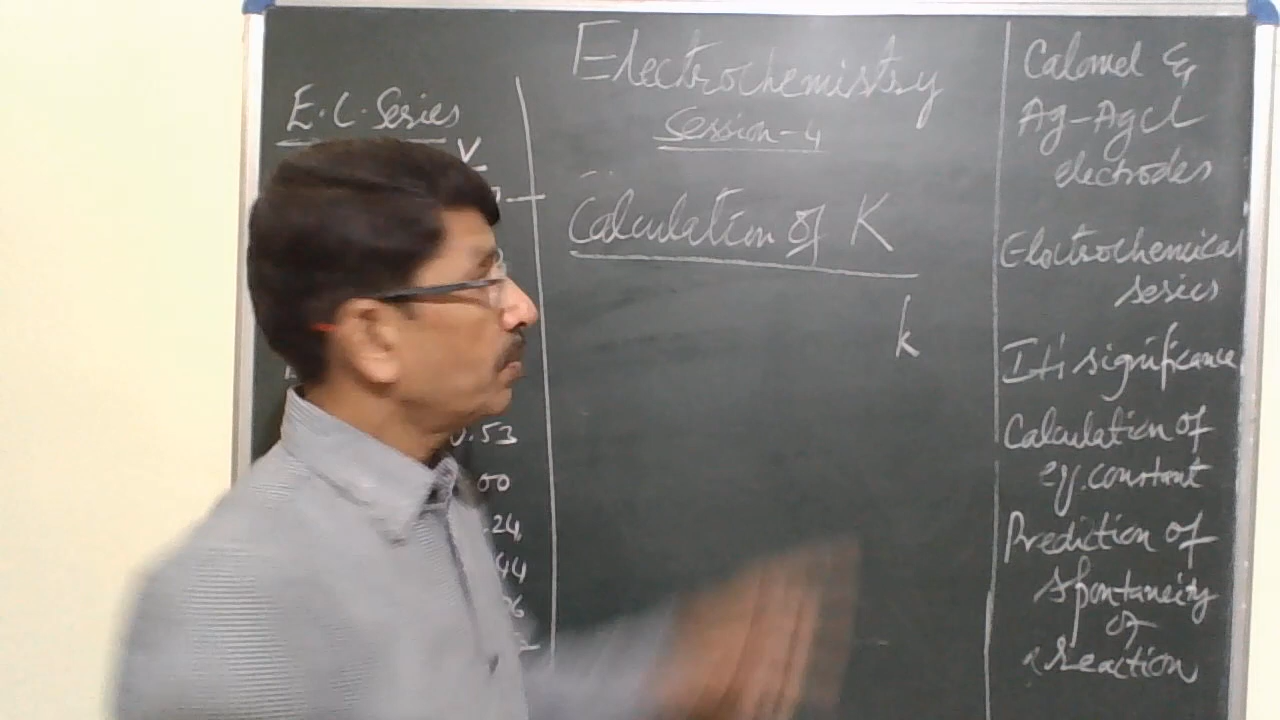 E.C. Series
V
0.53
.00
.24
.44
Electrochemistry
Session-4
Calculation of K
k
Calomel &
Ag-AgCl
electrodes
Electrochemical
series
It's significance
Calculation of
eq. constant
Prediction of
spontaneity
of
a reaction